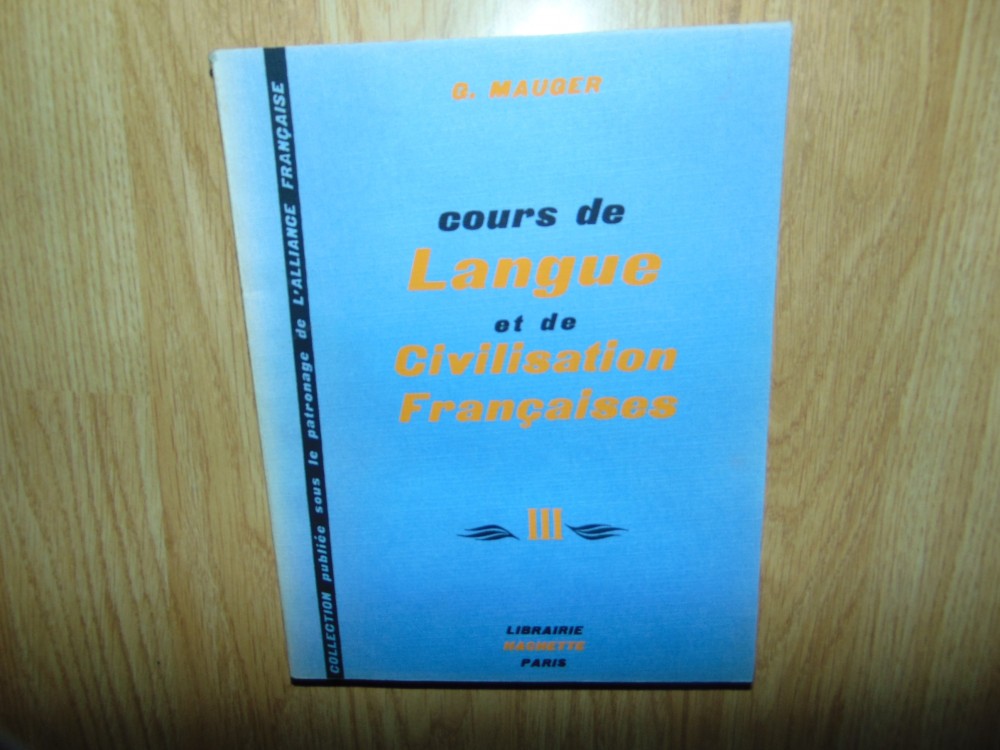 G. MAUGER
cours de
Langue
et de
Civilisation
Françaises
III
LIBRAIRIE
HACHETTE
PARIS
COLLECTION publiée sous le patronage de L'ALLIANCE FRANÇAISE